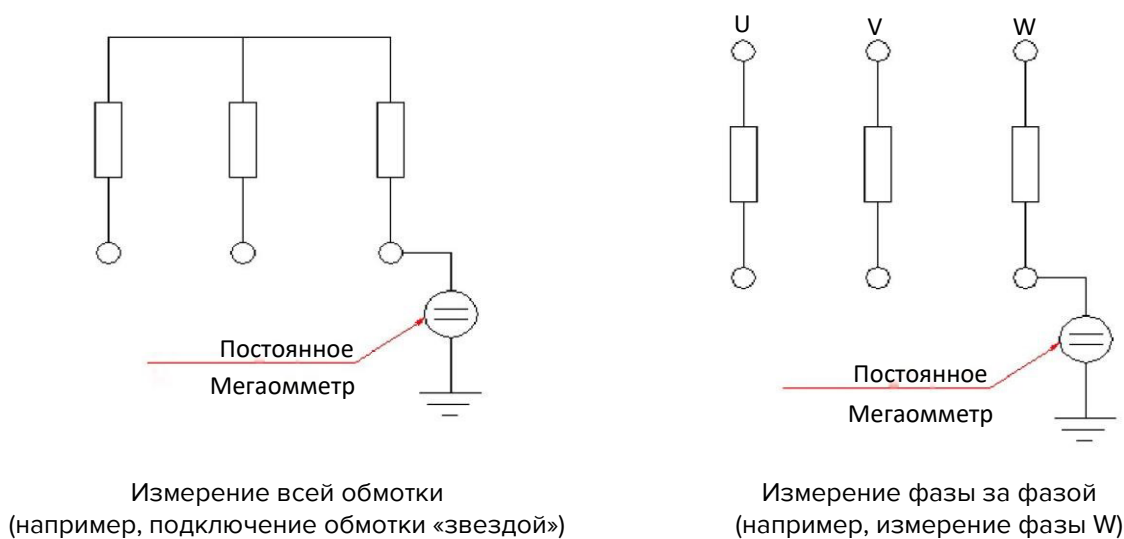 U V W
Постоянное
Мегаомметр
Постоянное
Мегаомметр
Измерение всей обмотки
(например, подключение обмотки «звездой»)
Измерение фазы за фазой
(например, измерение фазы W)